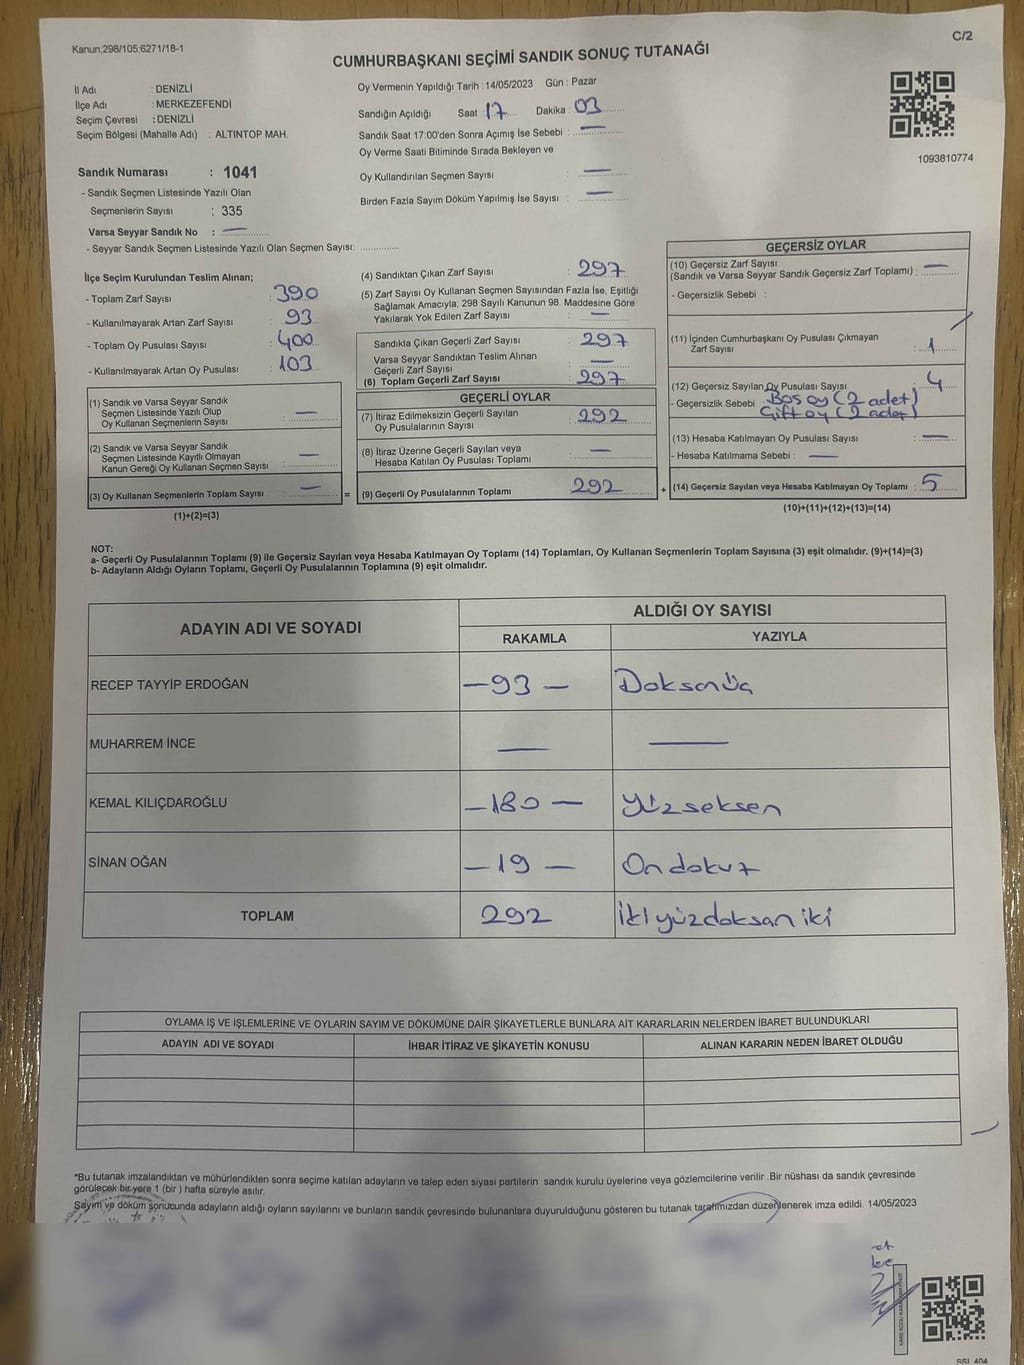 Kanun;298/105;6271/18-1
C/2
CUMHURBAŞKANI SEÇİMİ SANDIK SONUÇ TUTANAĞI
İl Adı : DENİZLİ
İlçe Adı : MERKEZEFENDİ
Seçim Çevresi : DENİZLİ
Seçim Bölgesi (Mahalle Adı) : ALTINTOP MAH.
Oy Vermenin Yapıldığı Tarih :14/05/2023 Gün : Pazar
Sandığın Açıldığı Saat : 17 Dakika : 03
Sandık Saat 17:00'den Sonra Açımış İse Sebebi : —
Oy Verme Saati Bitiminde Sırada Bekleyen ve
Oy Kullandırılan Seçmen Sayısı : —
Birden Fazla Sayım Döküm Yapılmış İse Sayısı : —
1093810774
Sandık Numarası : 1041
- Sandık Seçmen Listesinde Yazılı Olan
Seçmenlerin Sayısı : 335
Varsa Seyyar Sandık No : —
- Seyyar Sandık Seçmen Listesinde Yazılı Olan Seçmen Sayısı: ............
İlçe Seçim Kurulundan Teslim Alınan;
- Toplam Zarf Sayısı : 390
- Kullanılmayarak Artan Zarf Sayısı : 93
- Toplam Oy Pusulası Sayısı : 400
- Kullanılmayarak Artan Oy Pusulası : 103
(1) Sandık ve Varsa Seyyar Sandık
Seçmen Listesinde Yazılı Olup
Oy Kullanan Seçmenlerin Sayısı : —
(2) Sandık ve Varsa Seyyar Sandık
Seçmen Listesinde Kayıtlı Olmayan
Kanun Gereği Oy Kullanan Seçmen Sayısı : —
(3) Oy Kullanan Seçmenlerin Toplam Sayısı : — =
(1)+(2)=(3)
(4) Sandıktan Çıkan Zarf Sayısı : 297
(5) Zarf Sayısı Oy Kullanan Seçmen Sayısından Fazla İse, Eşitliği
Sağlamak Amacıyla; 298 Sayılı Kanunun 98. Maddesine Göre
Yakılarak Yok Edilen Zarf Sayısı : —
Sandıkta Çıkan Geçerli Zarf Sayısı : 297
Varsa Seyyar Sandıktan Teslim Alınan
Geçerli Zarf Sayısı : —
(6) Toplam Geçerli Zarf Sayısı : 297
GEÇERLİ OYLAR
(7) İtiraz Edilmeksizin Geçerli Sayılan
Oy Pusulalarının Sayısı : 292
(8) İtiraz Üzerine Geçerli Sayılan veya
Hesaba Katılan Oy Pusulası Toplamı : —
(9) Geçerli Oy Pusulalarının Toplamı : 292 +
GEÇERSİZ OYLAR
(10) Geçersiz Zarf Sayısı
(Sandık ve Varsa Seyyar Sandık Geçersiz Zarf Toplamı) : —
- Geçersizlik Sebebi :
(11) İçinden Cumhurbaşkanı Oy Pusulası Çıkmayan
Zarf Sayısı : 1
(12) Geçersiz Sayılan Oy Pusulası Sayısı : 4
- Geçersizlik Sebebi : Boş oy (2 adet)
Çift oy (2 adet)
(13) Hesaba Katılmayan Oy Pusulası Sayısı : —
- Hesaba Katılmama Sebebi : —
(14) Geçersiz Sayılan veya Hesaba Katılmayan Oy Toplamı : 5
(10)+(11)+(12)+(13)=(14)
NOT:
a- Geçerli Oy Pusulalarının Toplamı (9) ile Geçersiz Sayılan veya Hesaba Katılmayan Oy Toplamı (14) Toplamları, Oy Kullanan Seçmenlerin Toplam Sayısına (3) eşit olmalıdır. (9)+(14)=(3)
b- Adayların Aldığı Oyların Toplamı, Geçerli Oy Pusulalarının Toplamına (9) eşit olmalıdır.
ADAYIN ADI VE SOYADI
ALDIĞI OY SAYISI
RAKAMLA YAZIYLA
RECEP TAYYİP ERDOĞAN —93— Doksanüç
MUHARREM İNCE — —
KEMAL KILIÇDAROĞLU —180— Yüzseksen
SİNAN OĞAN —19— Ondokuz
TOPLAM 292 İkiyüzdoksan iki
OYLAMA İŞ VE İŞLEMLERİNE VE OYLARIN SAYIM VE DÖKÜMÜNE DAİR ŞİKAYETLERLE BUNLARA AİT KARARLARIN NELERDEN İBARET BULUNDUKLARI
ADAYIN ADI VE SOYADI İHBAR İTİRAZ VE ŞİKAYETİN KONUSU ALINAN KARARIN NEDEN İBARET OLDUĞU
*Bu tutanak imzalandıktan ve mühürlendikten sonra seçime katılan adayların ve talep eden siyasi partilerin sandık kurulu üyelerine veya gözlemcilerine verilir. Bir nüshası da sandık çevresinde
görülecek bir yere 1 (bir ) hafta süreyle asılır.
Sayım ve döküm sonucunda adayların aldığı oyların sayılarını ve bunların sandık çevresinde bulunanlara duyurulduğunu gösteren bu tutanak tarafımızdan düzenlenerek imza edildi. 14/05/2023